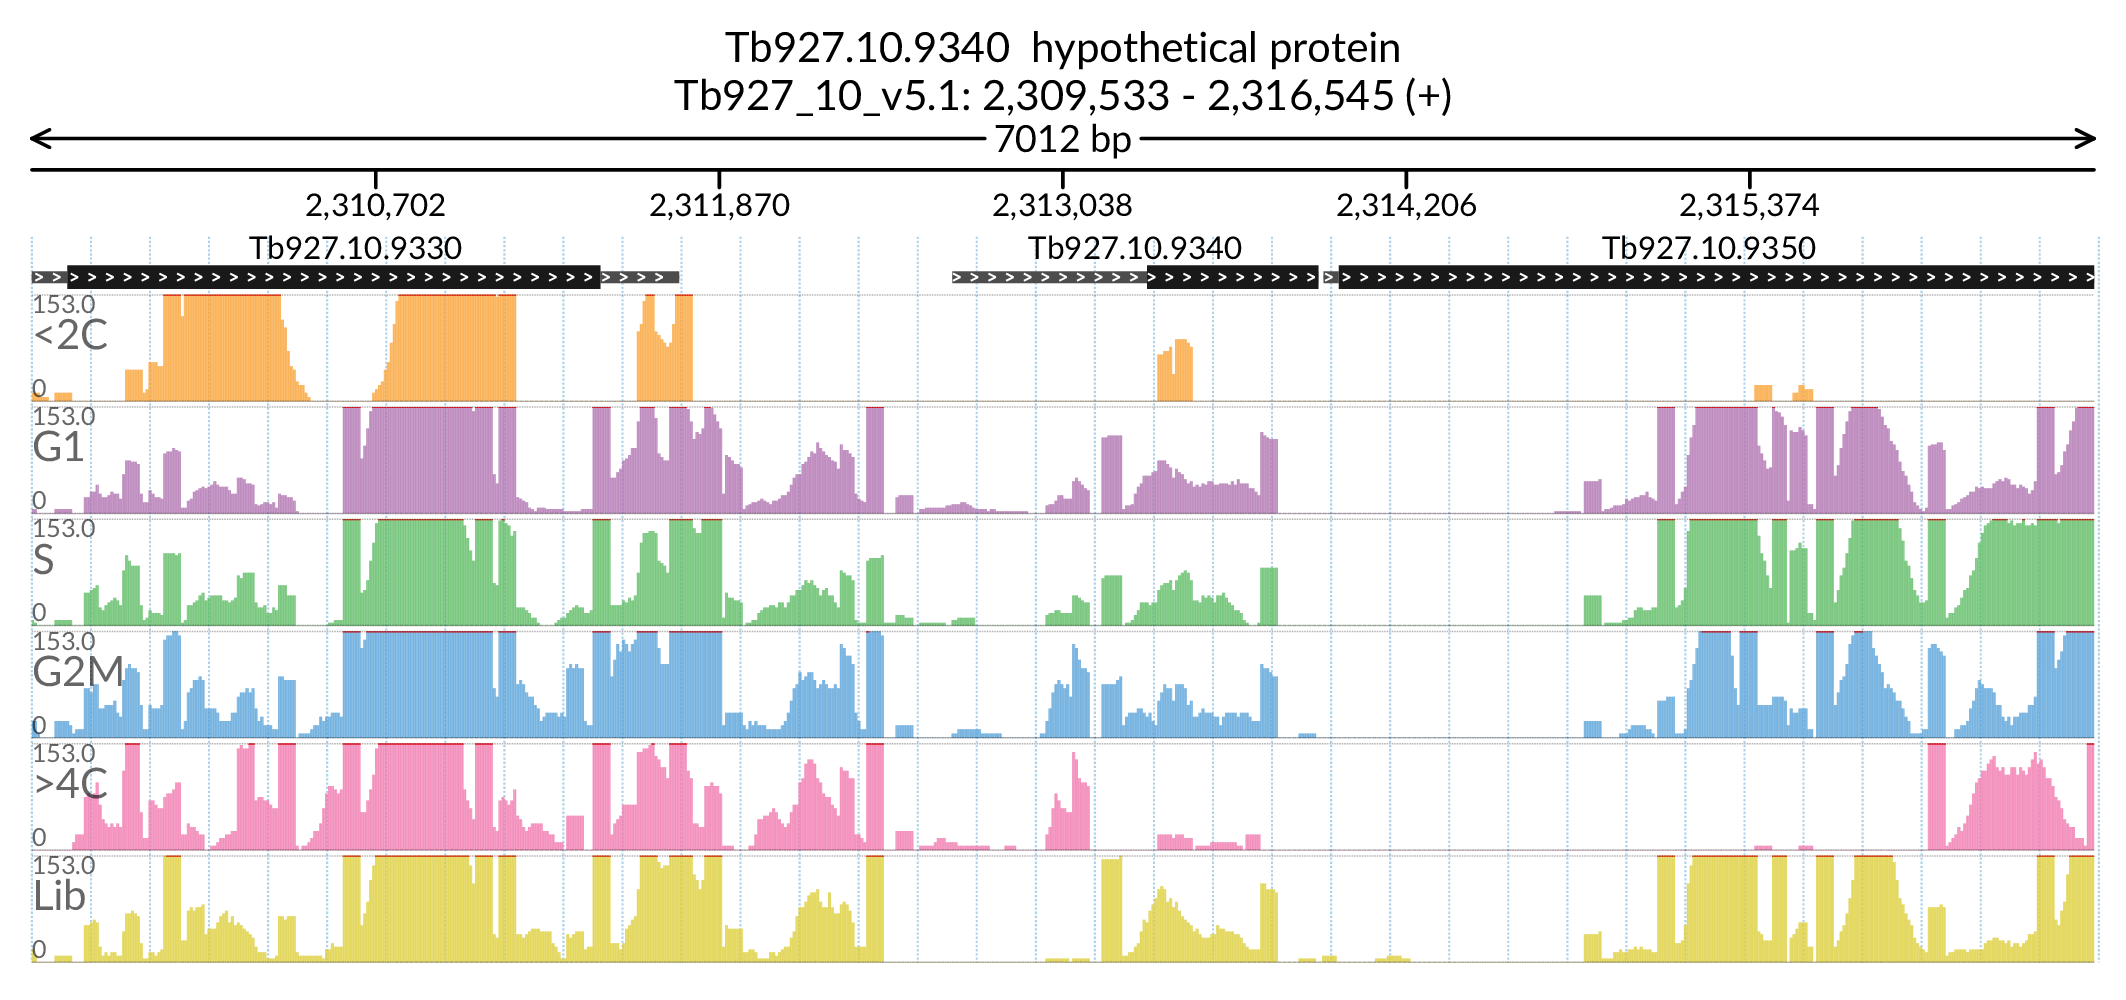 Tb927.10.9340  hypothetical protein
Tb927_10_v5.1: 2,309,533 - 2,316,545 (+)
7012 bp
2,310,702 2,311,870 2,313,038 2,314,206 2,315,374
Tb927.10.9330 Tb927.10.9340 Tb927.10.9350
153.0
<2C
0
153.0
G1
0
153.0
S
0
153.0
G2M
0
153.0
>4C
0
153.0
Lib
0